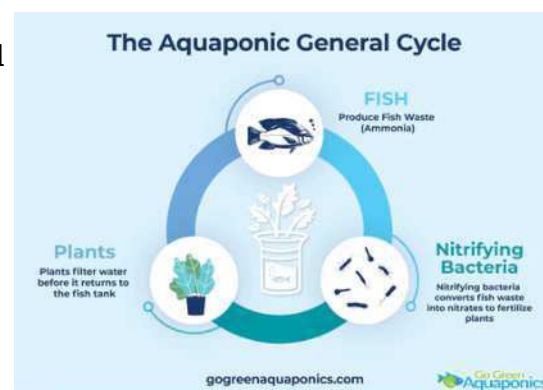 The Aquaponic General Cycle
FISH
Produce Fish Waste
(Ammonia)
Plants
Plants filter water
before it returns to
the fish tank
Nitrifying
Bacteria
Nitrifying bacteria
converts fish waste
into nitrates to fertilize
plants
gogreenaquaponics.com
Go Green
Aquaponics